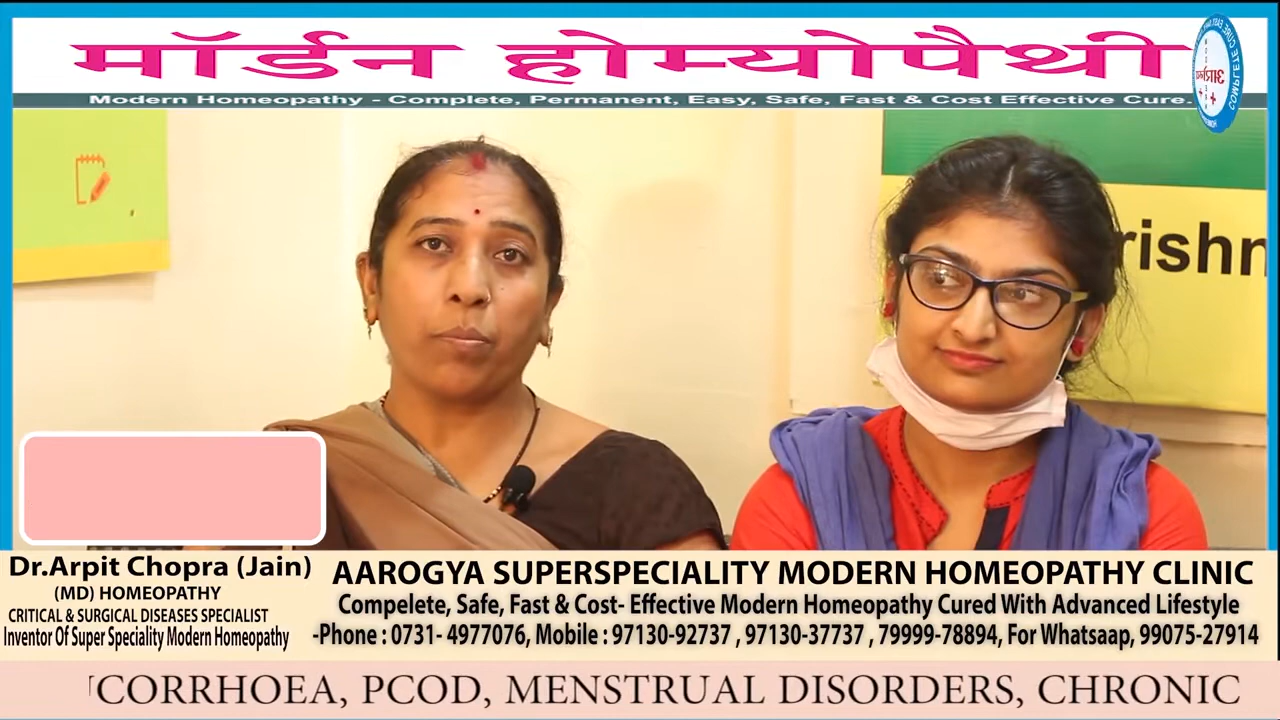 मॉर्डन होम्योपैथी
Modern Homeopathy - Complete, Permanent, Easy, Safe, Fast & Cost Effective Cure.
rishn
Dr.Arpit Chopra (Jain)
(MD) HOMEOPATHY
CRITICAL & SURGICAL DISEASES SPECIALIST
Inventor Of Super Speciality Modern Homeopathy
AAROGYA SUPERSPECIALITY MODERN HOMEOPATHY CLINIC
Compelete, Safe, Fast & Cost- Effective Modern Homeopathy Cured With Advanced Lifestyle
-Phone : 0731- 4977076, Mobile : 97130-92737 , 97130-37737 , 79999-78894, For Whatsaap, 99075-27914
CORRHOEA, PCOD, MENSTRUAL DISORDERS, CHRONIC